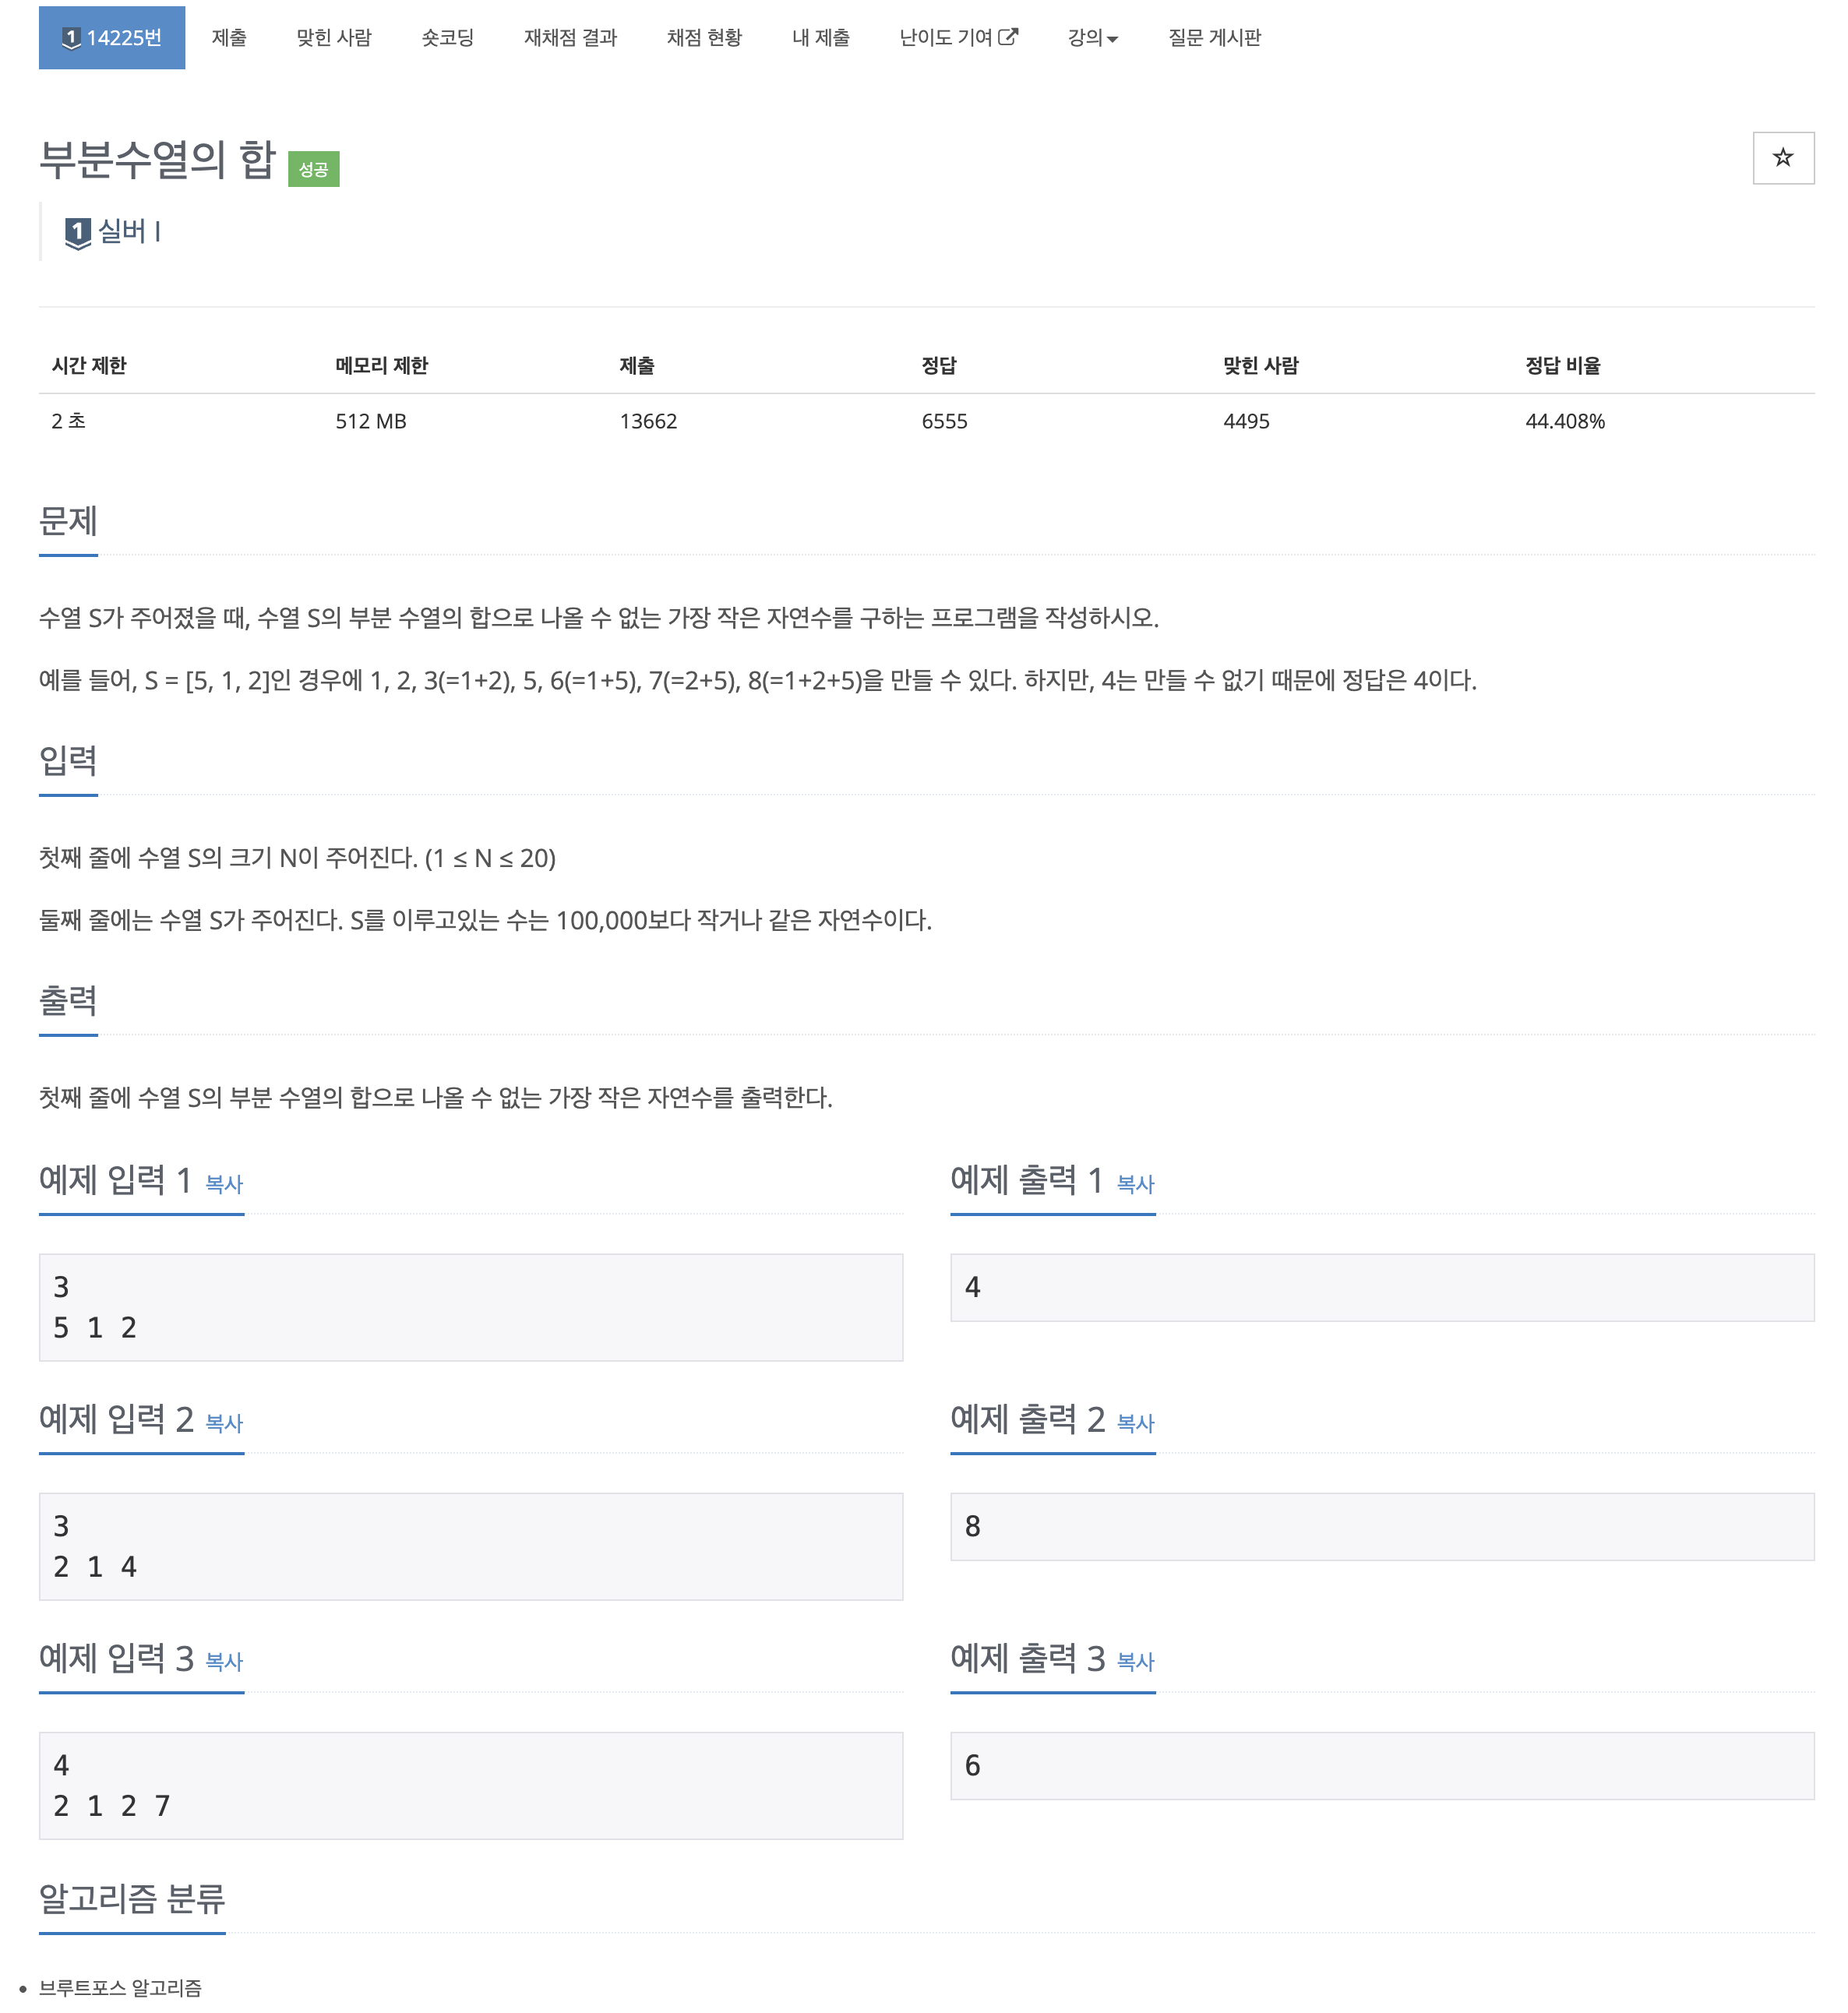 1 14225번 제출 맞힌 사람 숏코딩 재채점 결과 채점 현황 내 제출 난이도 기여 강의 질문 게시판
부분수열의 합 성공
1 실버 I
시간 제한 메모리 제한 제출 정답 맞힌 사람 정답 비율
2 초 512 MB 13662 6555 4495 44.408%
문제
수열 S가 주어졌을 때, 수열 S의 부분 수열의 합으로 나올 수 없는 가장 작은 자연수를 구하는 프로그램을 작성하시오.
예를 들어, S = [5, 1, 2]인 경우에 1, 2, 3(=1+2), 5, 6(=1+5), 7(=2+5), 8(=1+2+5)을 만들 수 있다. 하지만, 4는 만들 수 없기 때문에 정답은 4이다.
입력
첫째 줄에 수열 S의 크기 N이 주어진다. (1 ≤ N ≤ 20)
둘째 줄에는 수열 S가 주어진다. S를 이루고있는 수는 100,000보다 작거나 같은 자연수이다.
출력
첫째 줄에 수열 S의 부분 수열의 합으로 나올 수 없는 가장 작은 자연수를 출력한다.
예제 입력 1 복사
3
5 1 2
예제 출력 1 복사
4
예제 입력 2 복사
3
2 1 4
예제 출력 2 복사
8
예제 입력 3 복사
4
2 1 2 7
예제 출력 3 복사
6
알고리즘 분류
• 브루트포스 알고리즘